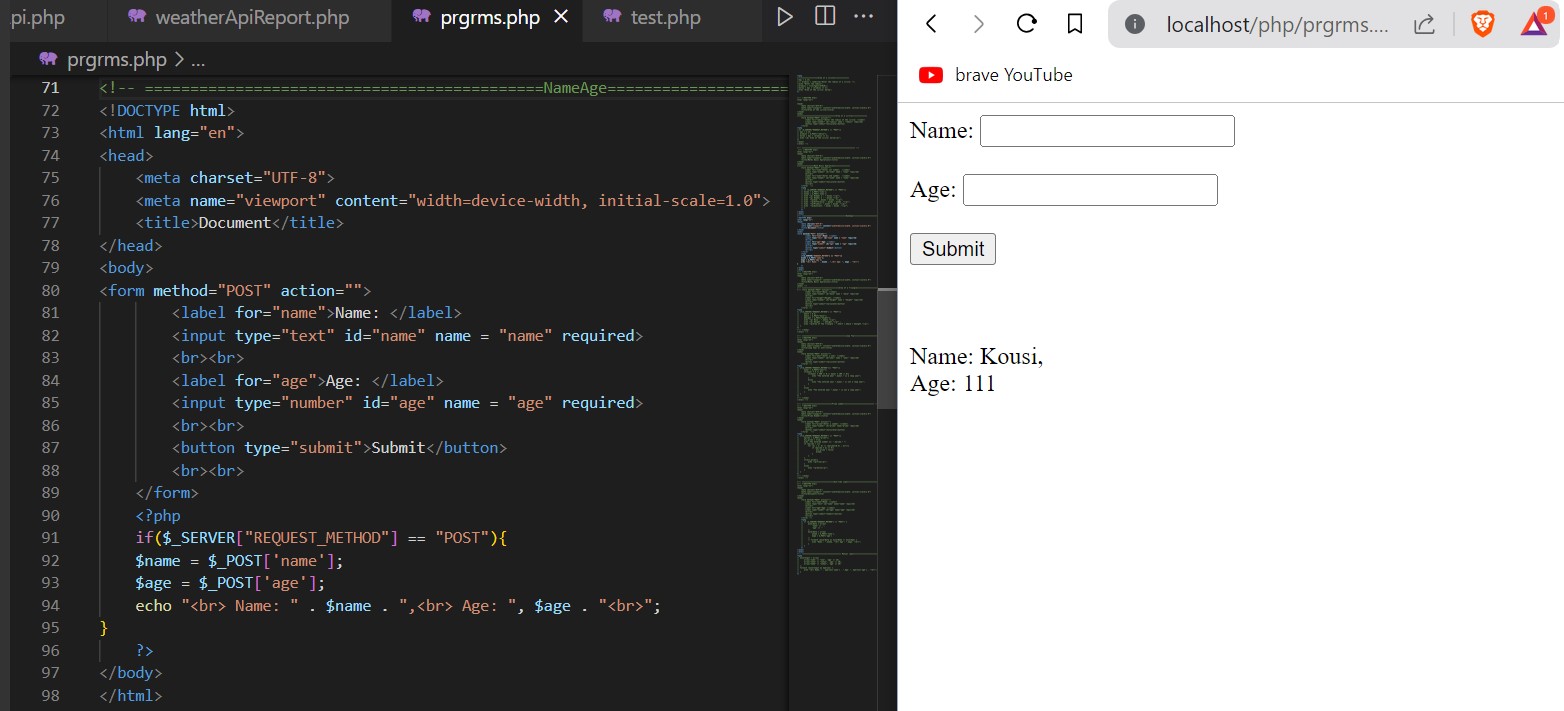 pi.php weatherApiReport.php prgrms.php test.php
prgrms.php > ...
71 <!-- ============================================NameAge====================
72 <!DOCTYPE html>
73 <html lang="en">
74 <head>
75 <meta charset="UTF-8">
76 <meta name="viewport" content="width=device-width, initial-scale=1.0">
77 <title>Document</title>
78 </head>
79 <body>
80 <form method="POST" action="">
81 <label for="name">Name: </label>
82 <input type="text" id="name" name = "name" required>
83 <br><br>
84 <label for="age">Age: </label>
85 <input type="number" id="age" name = "age" required>
86 <br><br>
87 <button type="submit">Submit</button>
88 <br><br>
89 </form>
90 <?php
91 if($_SERVER["REQUEST_METHOD"] == "POST"){
92 $name = $_POST['name'];
93 $age = $_POST['age'];
94 echo "<br> Name: " . $name . ",<br> Age: ", $age . "<br>";
95 }
96 ?>
97 </body>
98 </html>
localhost/php/prgrms.... 1
brave YouTube
Name:
Age:
Submit
Name: Kousi,
Age: 111